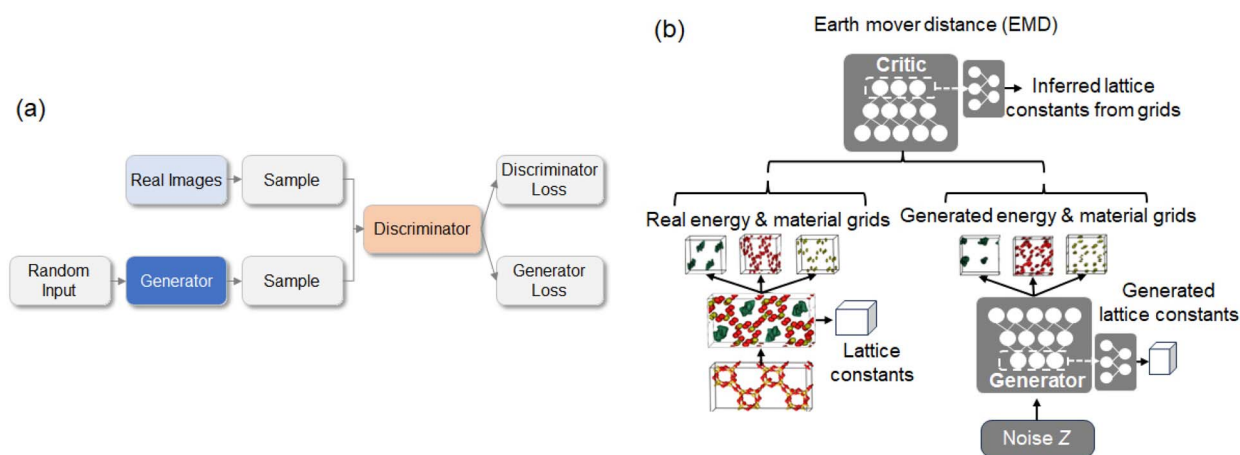 (a)
Real Images
Sample
Discriminator
Loss
Discriminator
Random
Input
Generator
Sample
Generator
Loss
(b)
Earth mover distance (EMD)
Critic
Inferred lattice
constants from grids
Real energy & material grids
Generated energy & material grids
Lattice
constants
Generated
lattice constants
Generator
Noise Z